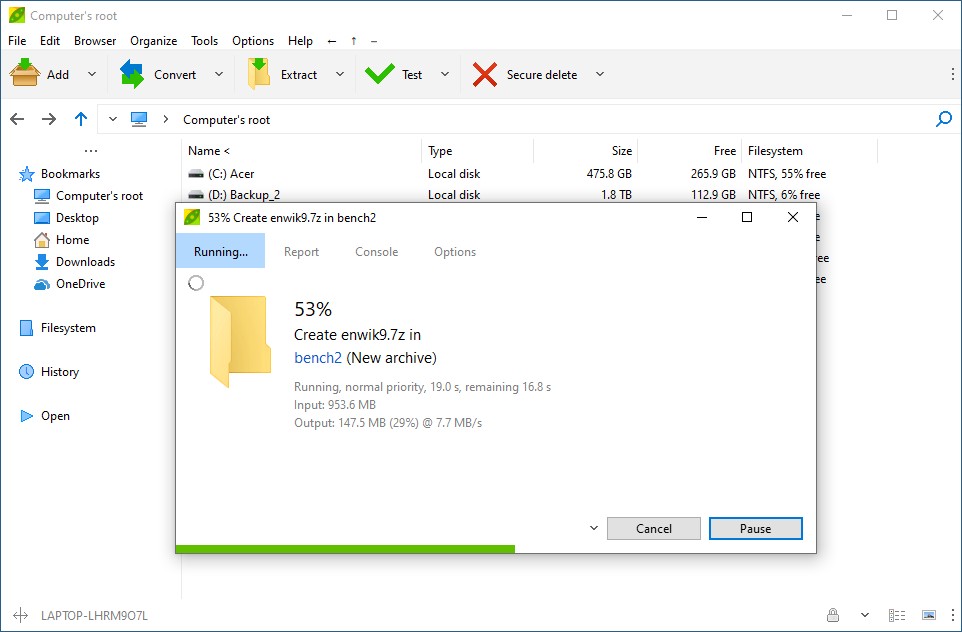 Computer's root
File Edit Browser Organize Tools Options Help ← ↑ –
Add Convert Extract Test Secure delete
Computer's root
...
Name < Type Size Free Filesystem
Bookmarks
(C:) Acer Local disk 475.8 GB 265.9 GB NTFS, 55% free
Computer's root
(D:) Backup_2 Local disk 1.8 TB 112.9 GB NTFS, 6% free
Desktop
Home
Downloads
OneDrive
Filesystem
History
Open
53% Create enwik9.7z in bench2
Running... Report Console Options
53%
Create enwik9.7z in
bench2 (New archive)
Running, normal priority, 19.0 s, remaining 16.8 s
Input: 953.6 MB
Output: 147.5 MB (29%) @ 7.7 MB/s
Cancel Pause
LAPTOP-LHRM9O7L